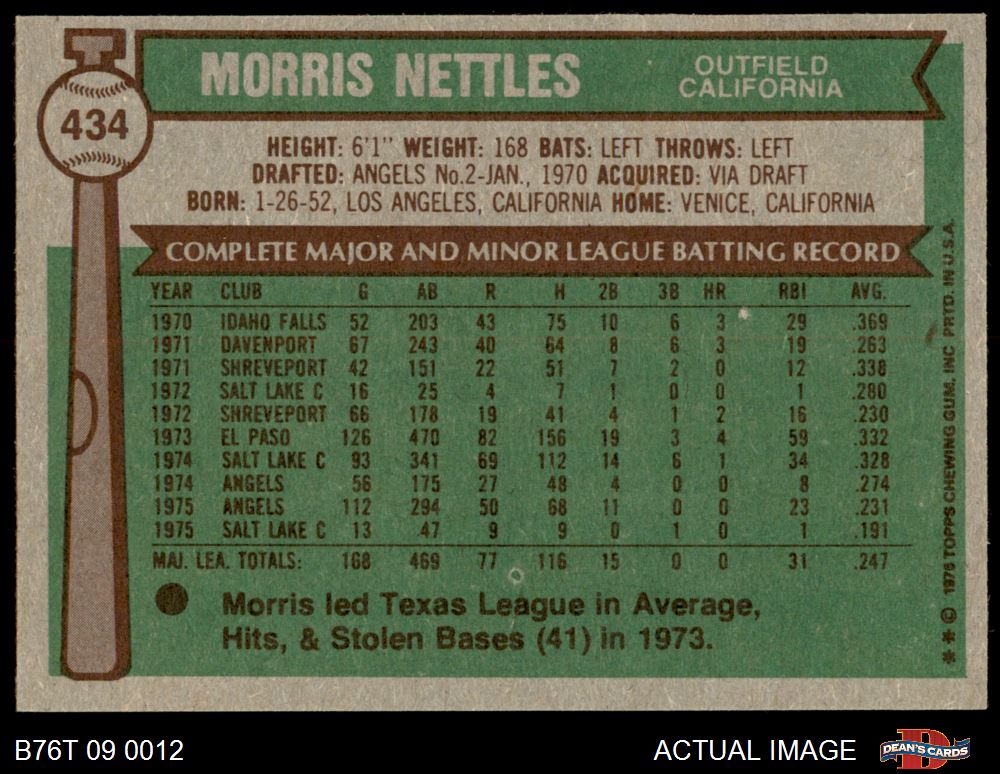 434
MORRIS NETTLES
OUTFIELD
CALIFORNIA
HEIGHT: 6'1" WEIGHT: 168 BATS: LEFT THROWS: LEFT
DRAFTED: ANGELS No.2-JAN., 1970 ACQUIRED: VIA DRAFT
BORN: 1-26-52, LOS ANGELES, CALIFORNIA HOME: VENICE, CALIFORNIA
COMPLETE MAJOR AND MINOR LEAGUE BATTING RECORD
YEAR CLUB G AB R H 2B 3B HR RBI AVG.
1970 IDAHO FALLS 52 203 43 75 10 6 3 29 .369
1971 DAVENPORT 67 243 40 64 8 6 3 19 .263
1971 SHREVEPORT 42 151 22 51 7 2 0 12 .338
1972 SALT LAKE C 16 25 4 7 1 0 0 1 .280
1972 SHREVEPORT 66 178 19 41 4 1 2 16 .230
1973 EL PASO 126 470 82 156 19 3 4 59 .332
1974 SALT LAKE C 93 341 69 112 14 6 1 34 .328
1974 ANGELS 56 175 27 48 4 0 0 8 .274
1975 ANGELS 112 294 50 68 11 0 0 23 .231
1975 SALT LAKE C 13 47 9 9 0 1 0 1 .191
MAJ. LEA. TOTALS: 168 469 77 116 15 0 0 31 .247
Morris led Texas League in Average,
Hits, & Stolen Bases (41) in 1973.
** © 1976 TOPPS CHEWING GUM, INC PRTD. IN U.S.A.
B76T 09 0012
ACTUAL IMAGE
D
DEAN'S CARDS